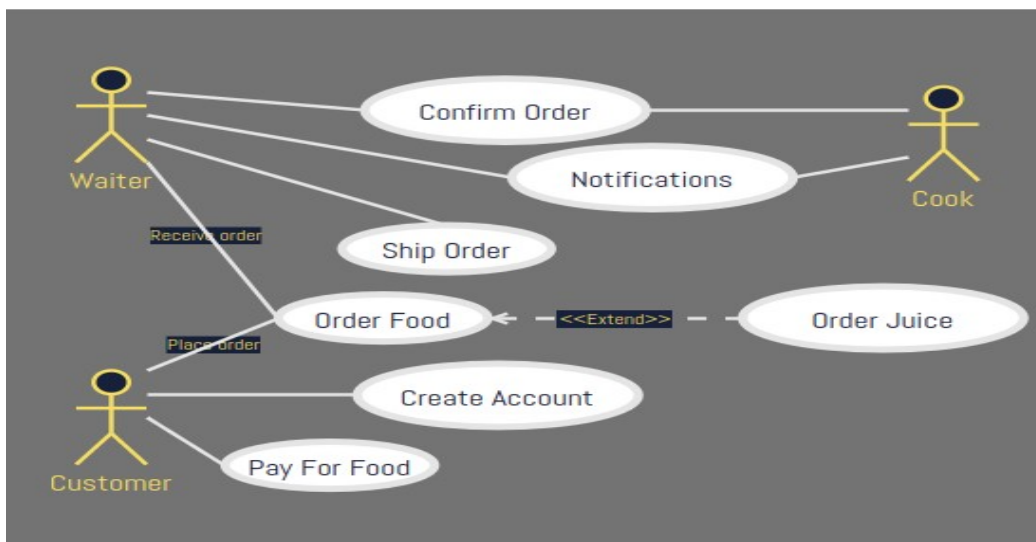 Confirm Order
Waiter
Notifications
Cook
Receive order
Ship Order
Order Food
<<Extend>>
Order Juice
Place order
Create Account
Pay For Food
Customer